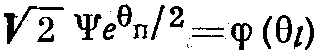 √2 Ψe^{θ_п/2} = φ (θ_l)